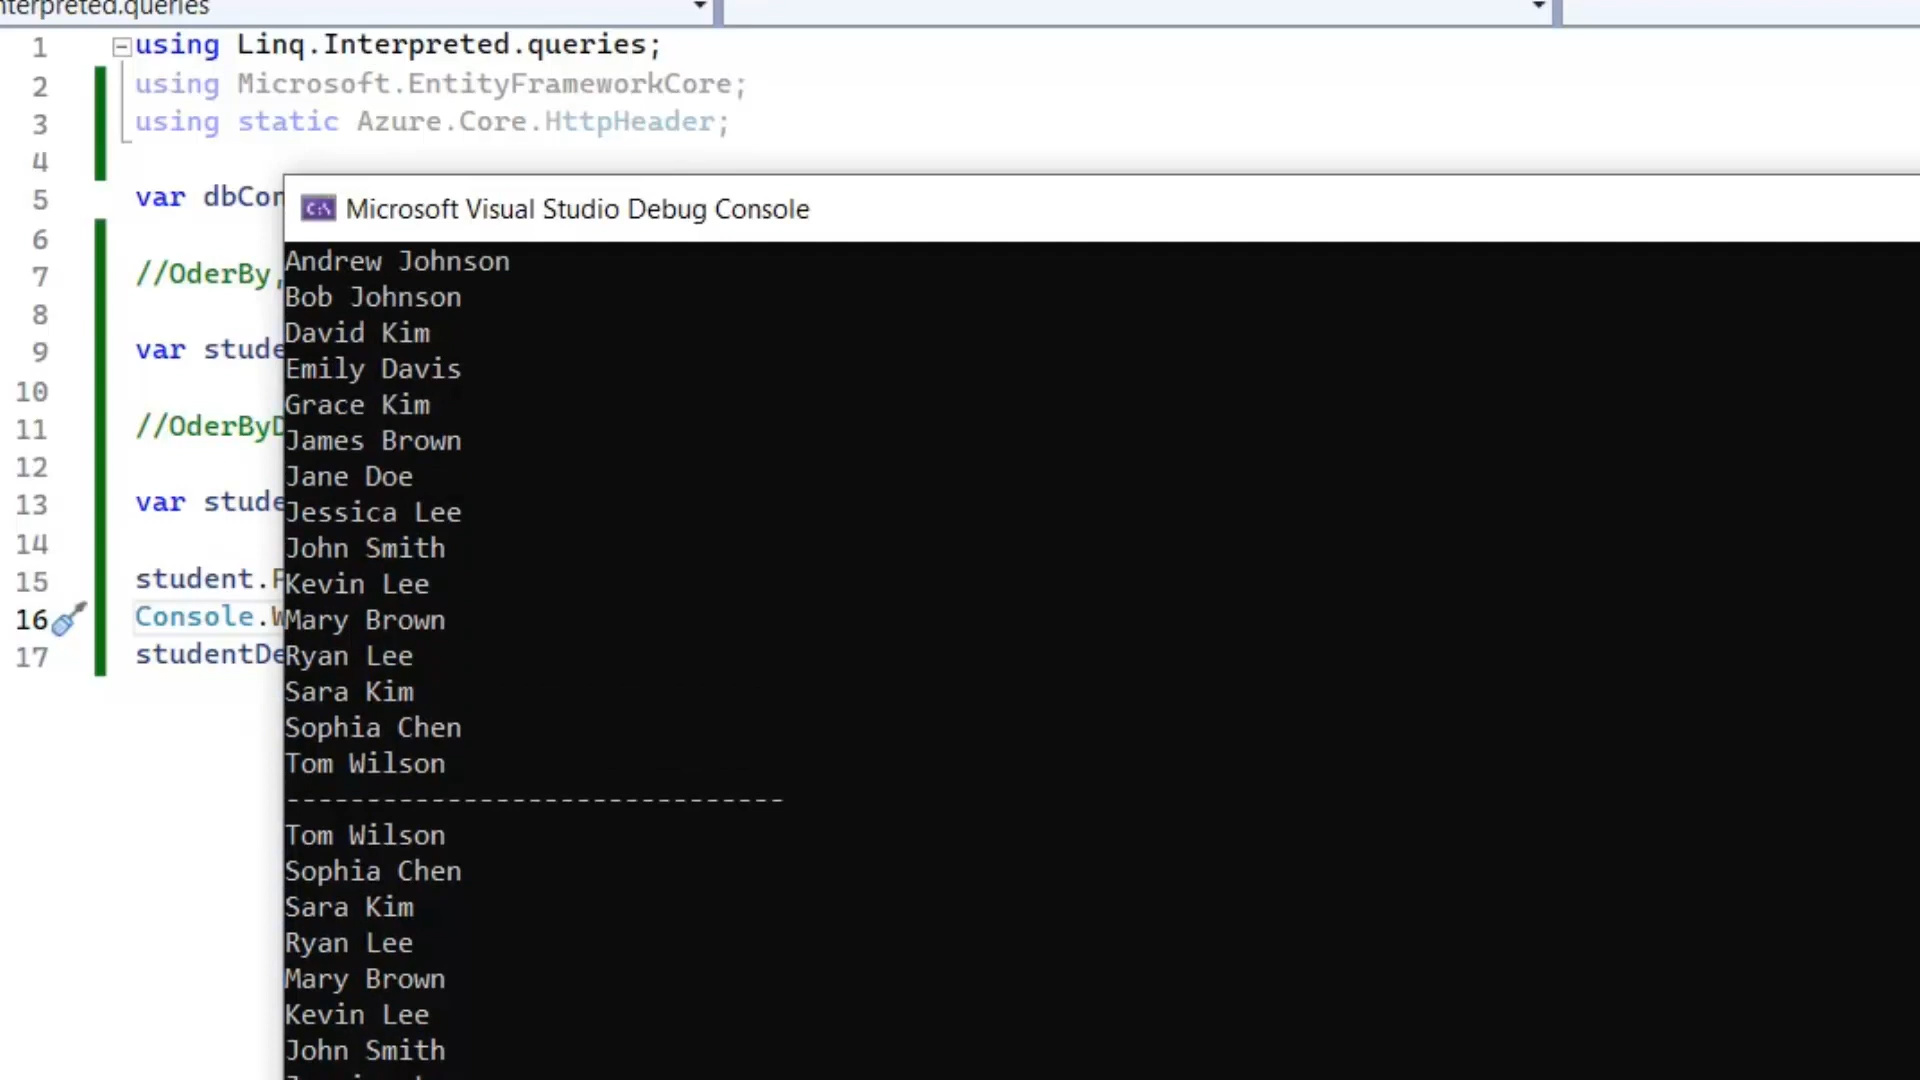 nterpreted.queries
1 using Linq.Interpreted.queries;
2 using Microsoft.EntityFrameworkCore;
3 using static Azure.Core.HttpHeader;
4
5 var dbCon
6
7 //OderBy,
8
9 var stude
10
11 //OderByD
12
13 var stude
14
15 student.
16 Console.W
17 studentDe
C:\ Microsoft Visual Studio Debug Console
Andrew Johnson
Bob Johnson
David Kim
Emily Davis
Grace Kim
James Brown
Jane Doe
Jessica Lee
John Smith
Kevin Lee
Mary Brown
Ryan Lee
Sara Kim
Sophia Chen
Tom Wilson
-------------------------------
Tom Wilson
Sophia Chen
Sara Kim
Ryan Lee
Mary Brown
Kevin Lee
John Smith